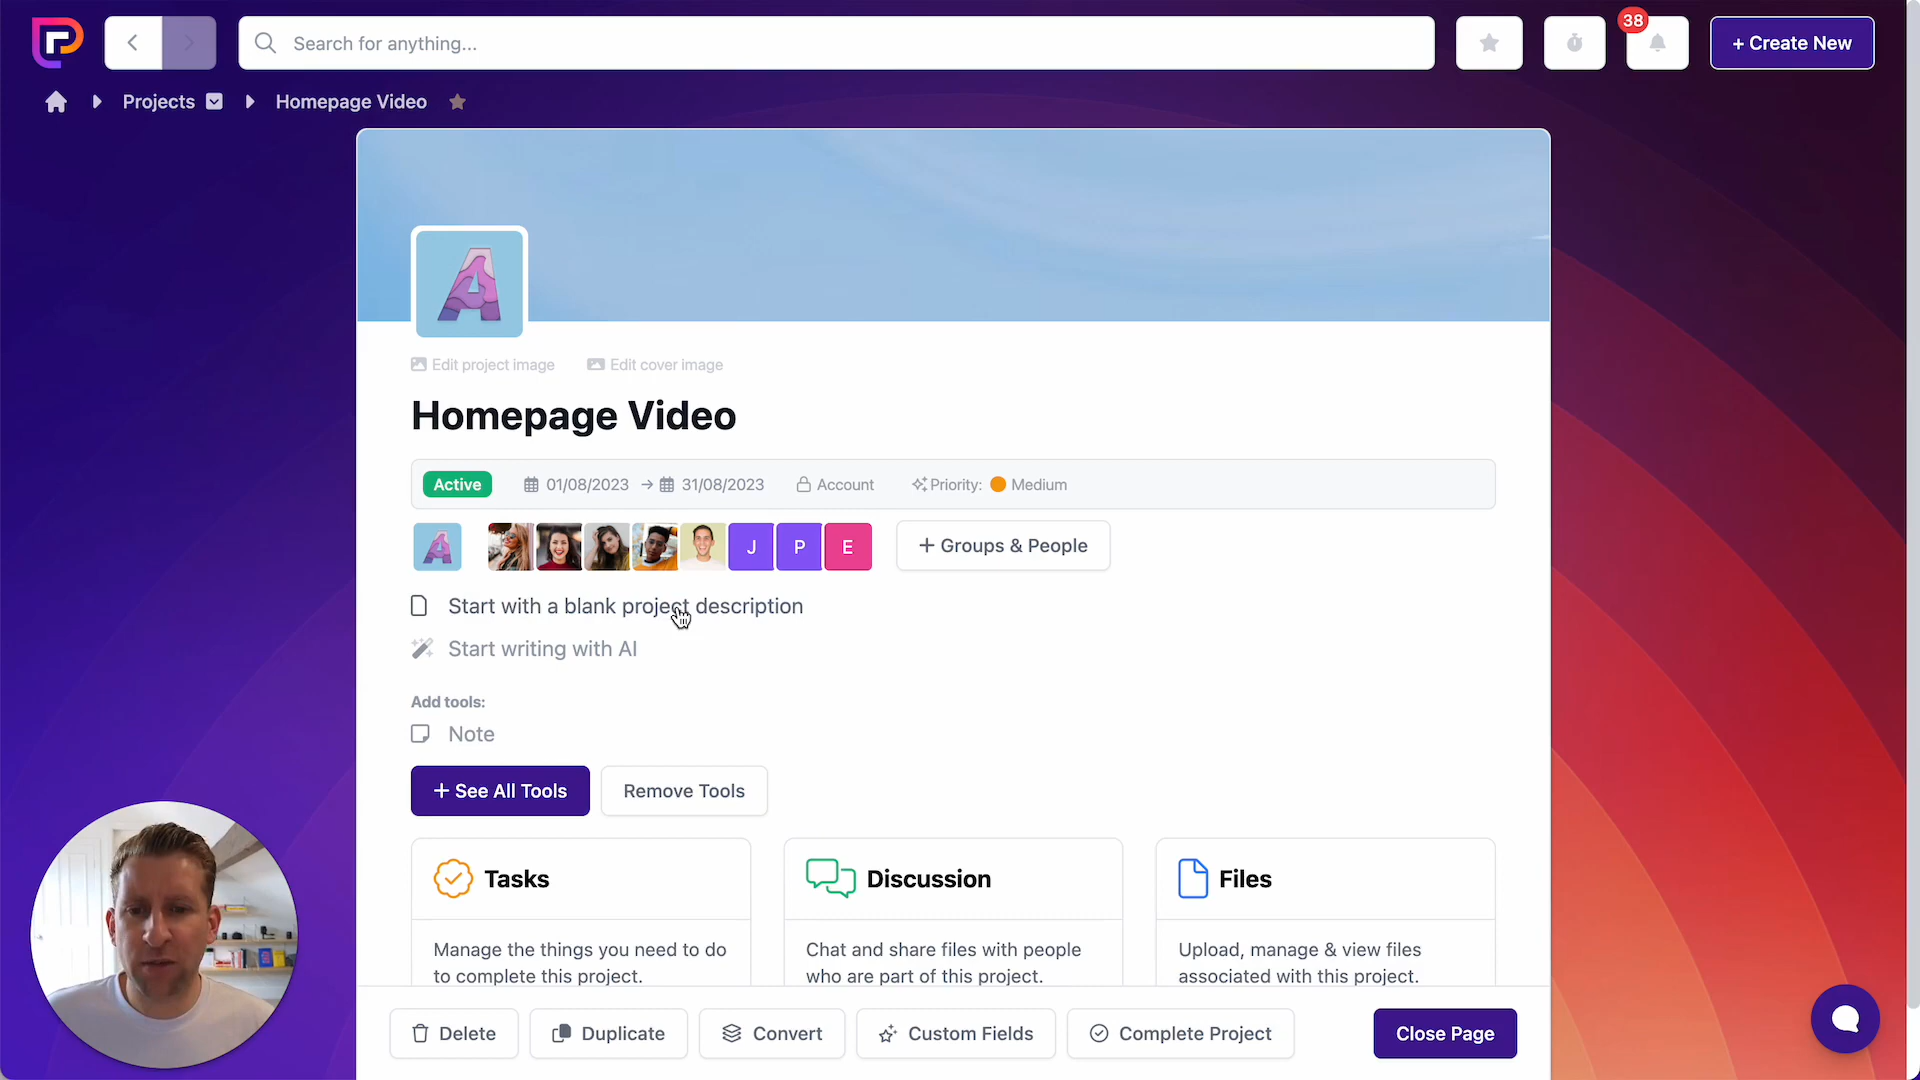 Search for anything...
38
+ Create New
Projects
Homepage Video
A
Edit project image
Edit cover image
Homepage Video
Active
01/08/2023
31/08/2023
Account
Priority:
Medium
A
J
P
E
+ Groups & People
Start with a blank project description
Start writing with AI
Add tools:
Note
+ See All Tools
Remove Tools
Tasks
Discussion
Files
Manage the things you need to do
to complete this project.
Chat and share files with people
who are part of this project.
Upload, manage & view files
associated with this project.
Delete
Duplicate
Convert
Custom Fields
Complete Project
Close Page